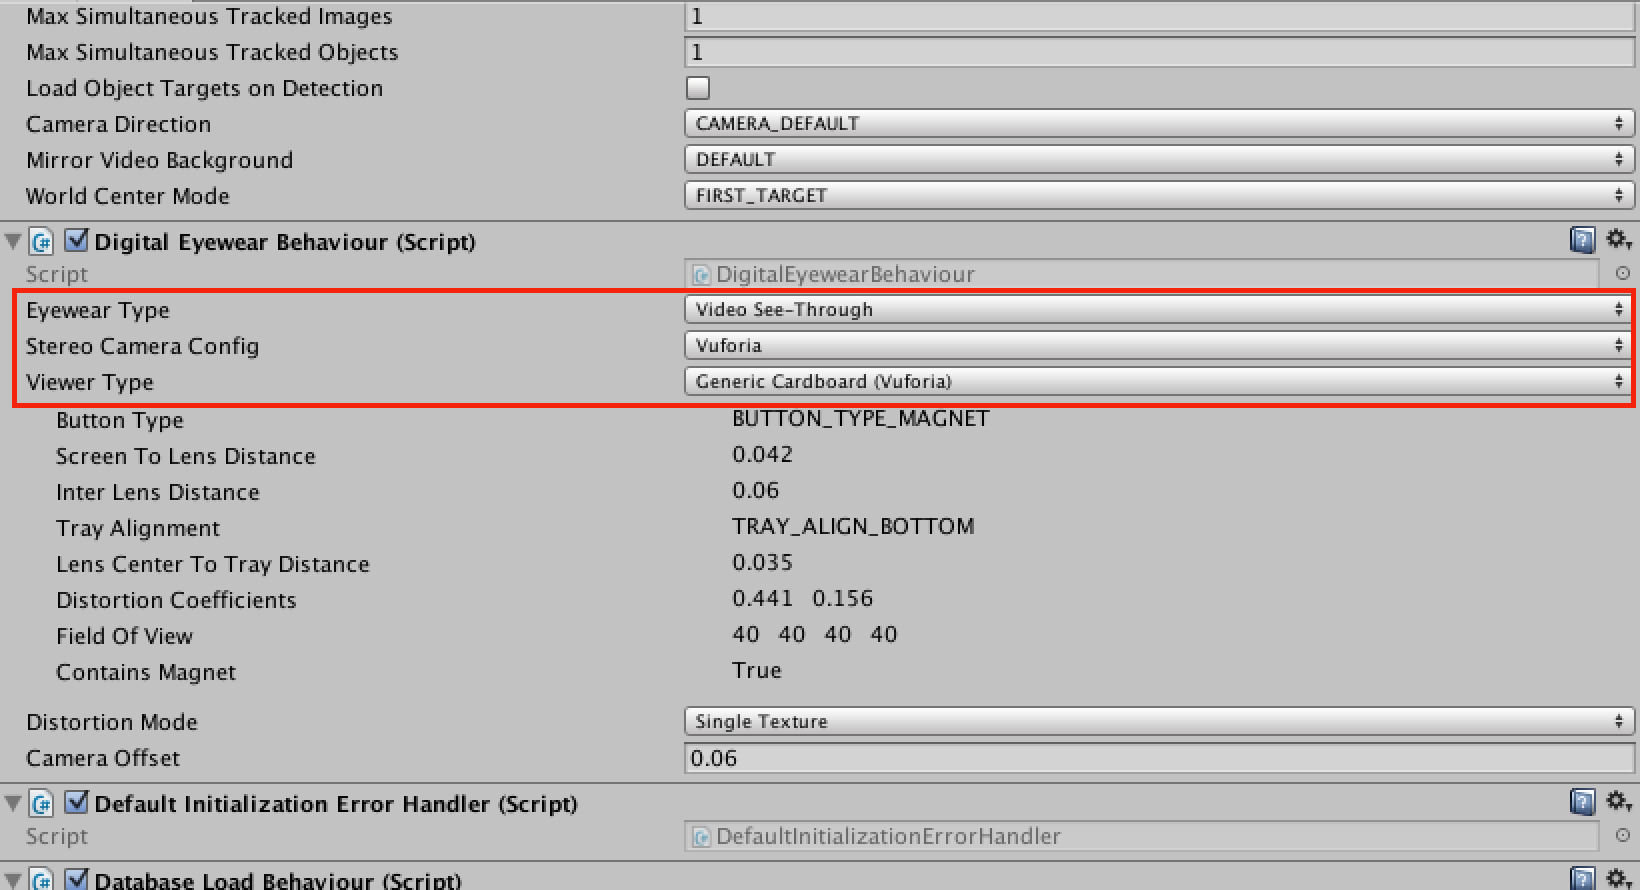 Max Simultaneous Tracked Images 1
Max Simultaneous Tracked Objects 1
Load Object Targets on Detection
Camera Direction CAMERA_DEFAULT
Mirror Video Background DEFAULT
World Center Mode FIRST_TARGET
C# Digital Eyewear Behaviour (Script) ?
Script C# DigitalEyewearBehaviour
Eyewear Type Video See-Through
Stereo Camera Config Vuforia
Viewer Type Generic Cardboard (Vuforia)
Button Type BUTTON_TYPE_MAGNET
Screen To Lens Distance 0.042
Inter Lens Distance 0.06
Tray Alignment TRAY_ALIGN_BOTTOM
Lens Center To Tray Distance 0.035
Distortion Coefficients 0.441 0.156
Field Of View 40 40 40 40
Contains Magnet True
Distortion Mode Single Texture
Camera Offset 0.06
C# Default Initialization Error Handler (Script) ?
Script C# DefaultInitializationErrorHandler
C# Database Load Behaviour (Script) ?